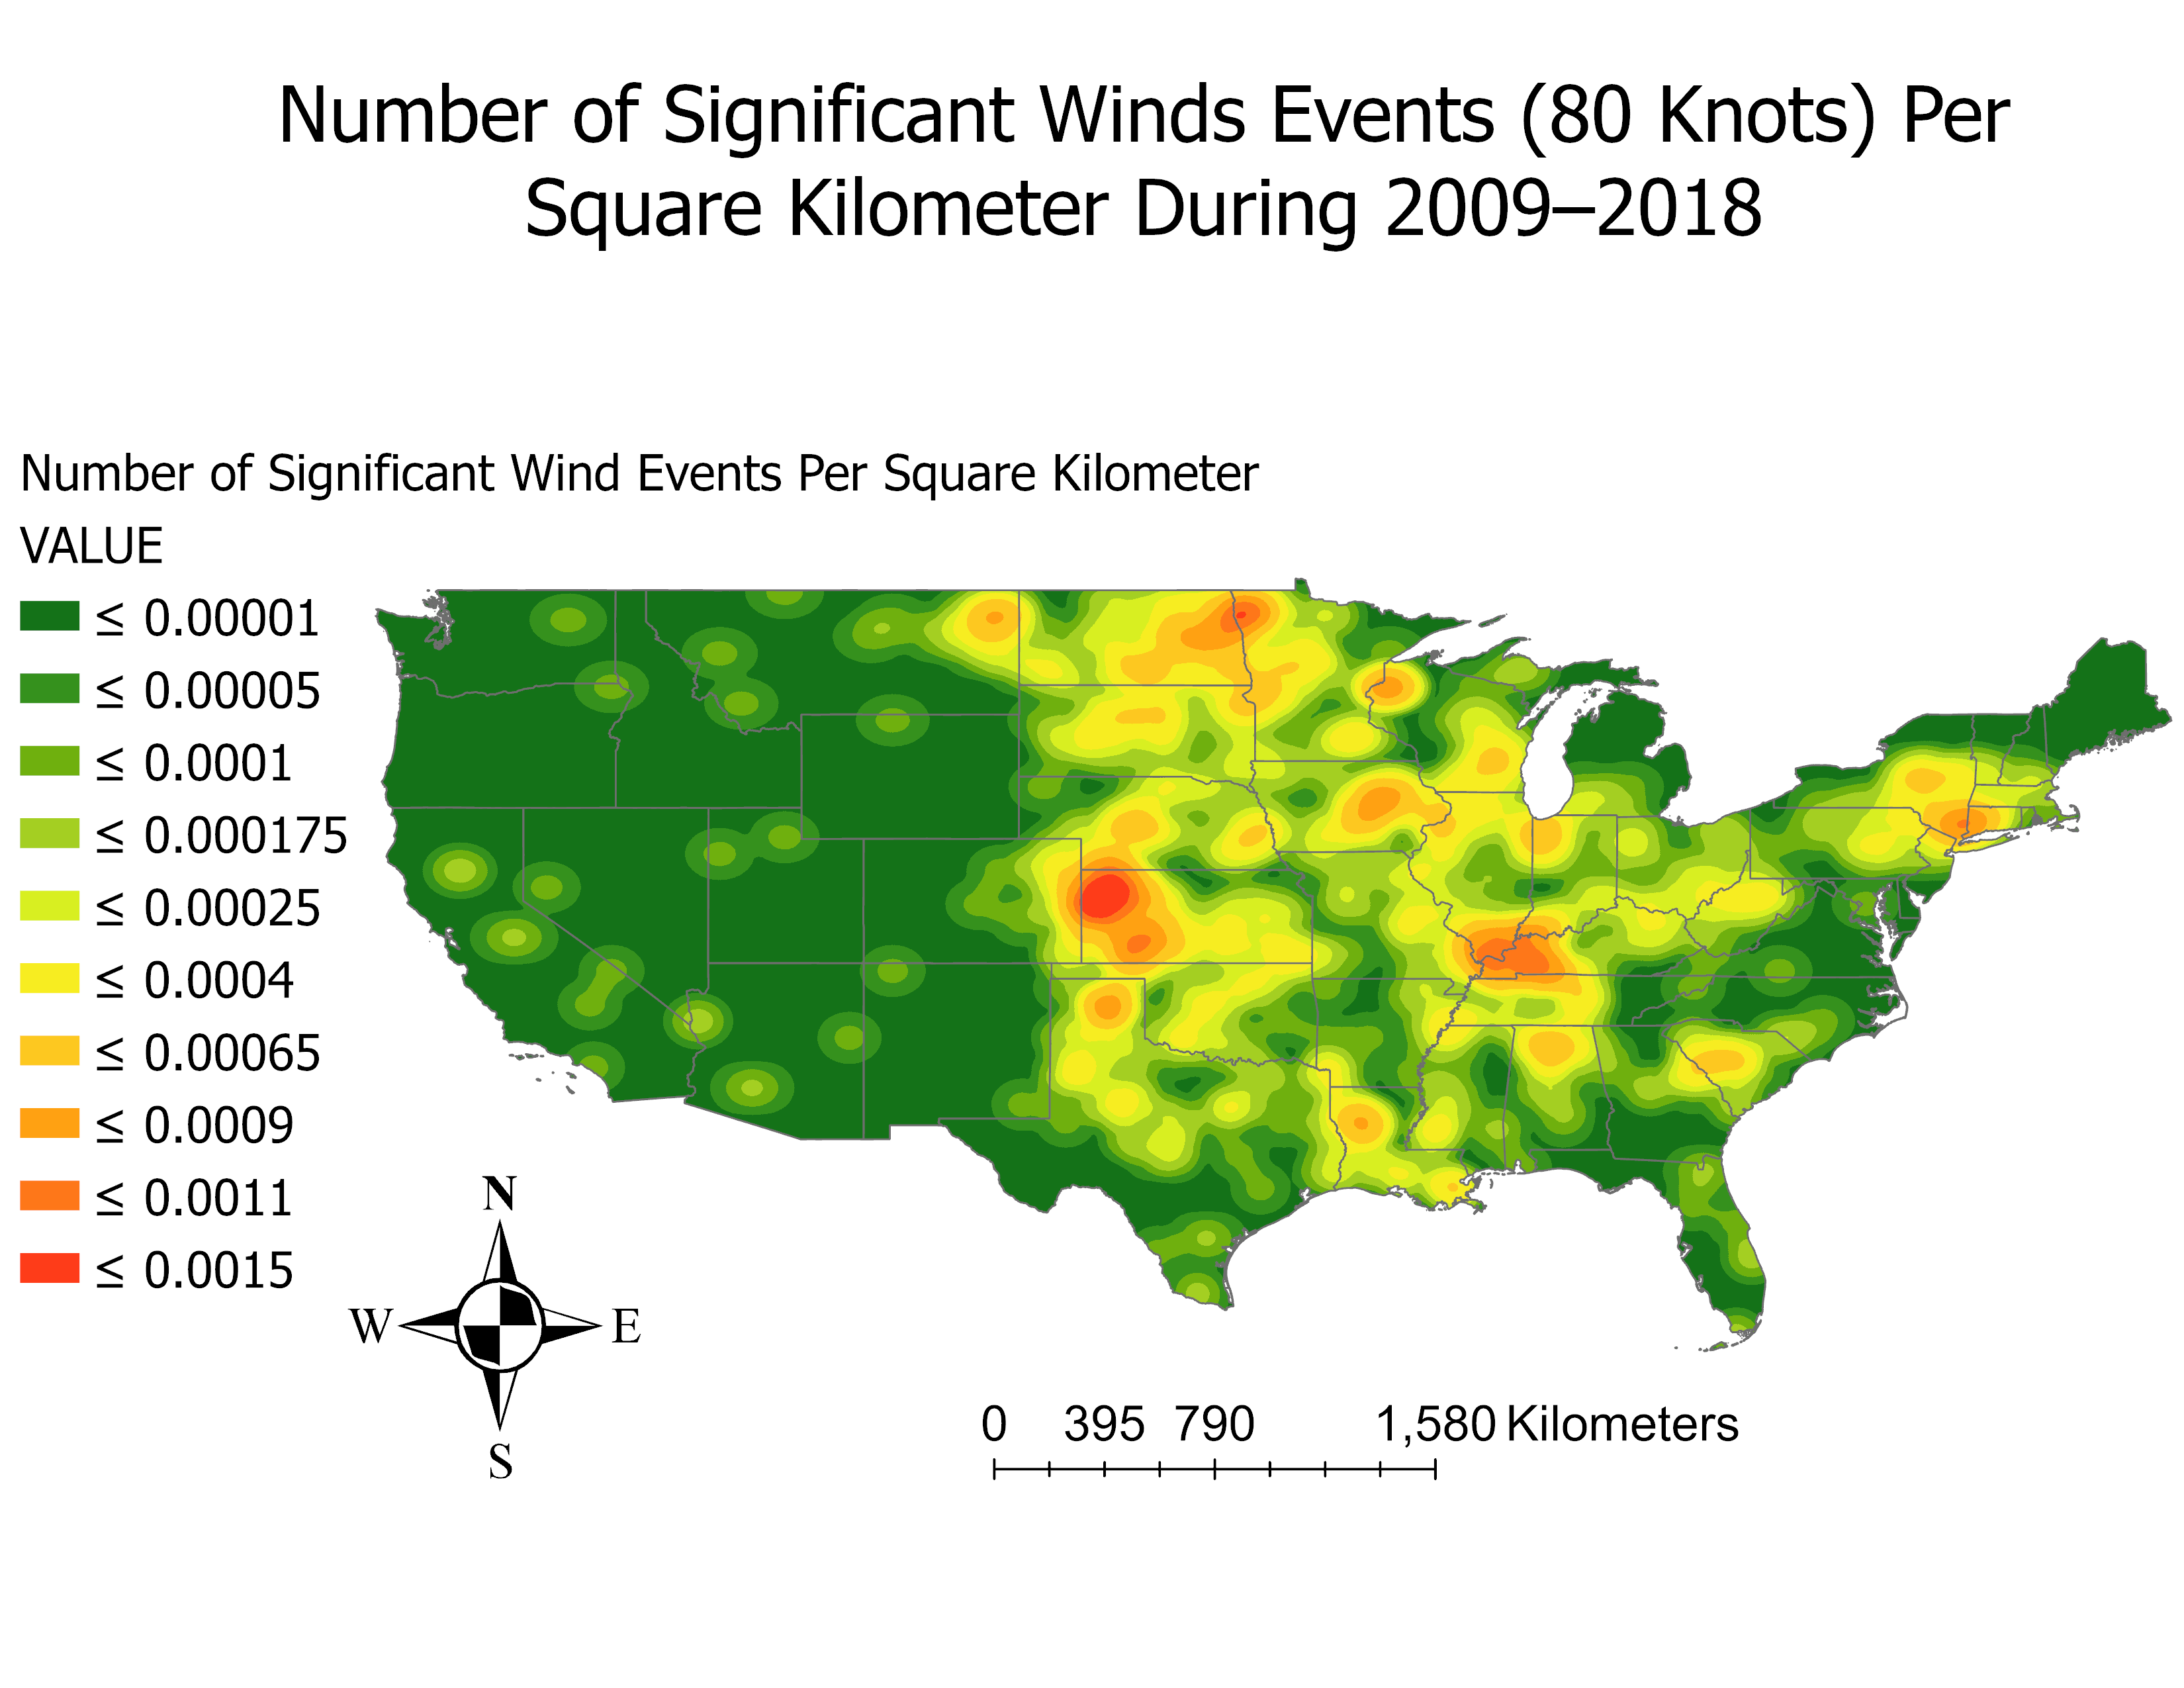 Number of Significant Winds Events (80 Knots) Per
Square Kilometer During 2009–2018
Number of Significant Wind Events Per Square Kilometer
VALUE
≤ 0.00001
≤ 0.00005
≤ 0.0001
≤ 0.000175
≤ 0.00025
≤ 0.0004
≤ 0.00065
≤ 0.0009
≤ 0.0011
≤ 0.0015
N
W E
S
0 395 790 1,580 Kilometers